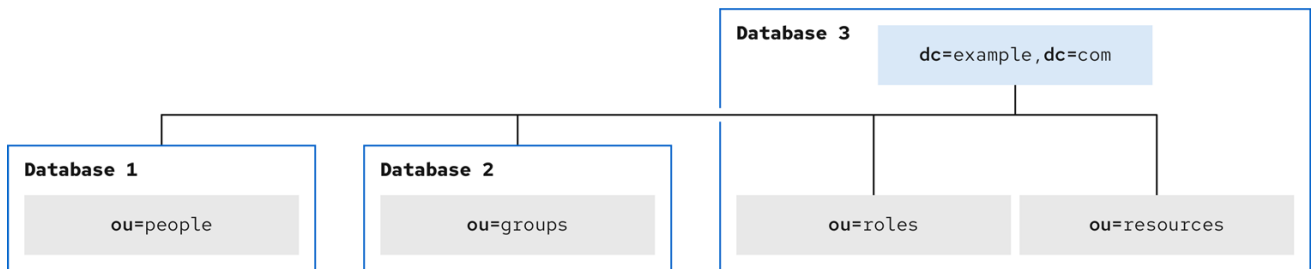 Database 3
dc=example,dc=com
Database 1
Database 2
ou=people
ou=groups
ou=roles
ou=resources